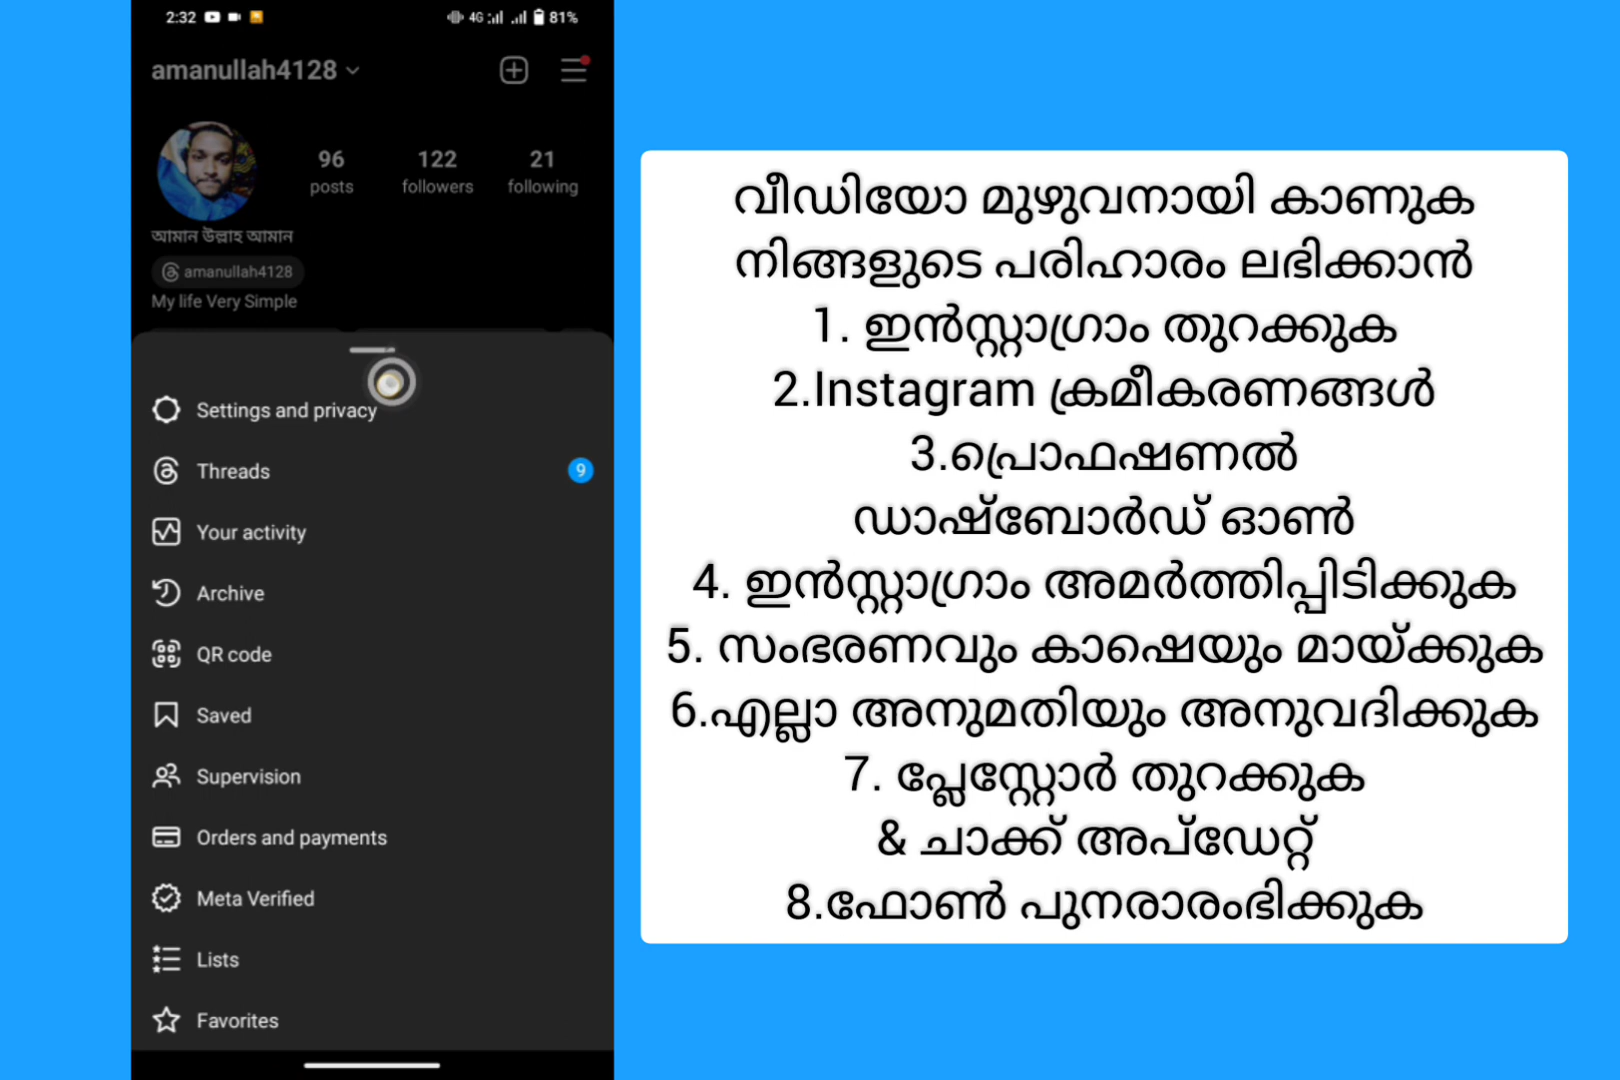 2:32
4G
81%
amanullah4128
96
122
21
posts
followers
following
আমান উল্লাহ আমান
amanullah4128
My life Very Simple
Settings and privacy
Threads
9
Your activity
Archive
QR code
Saved
Supervision
Orders and payments
Meta Verified
Lists
Favorites
വീഡിയോ മുഴുവനായി കാണുക
നിങ്ങളുടെ പരിഹാരം ലഭിക്കാൻ
1. ഇൻസ്റ്റാഗ്രാം തുറക്കുക
2.Instagram ക്രമീകരണങ്ങൾ
3.പ്രൊഫഷണൽ
ഡാഷ്ബോർഡ് ഓൺ
4. ഇൻസ്റ്റാഗ്രാം അമർത്തിപ്പിടിക്കുക
5. സംഭരണവും കാഷെയും മായ്ക്കുക
6.എല്ലാ അനുമതിയും അനുവദിക്കുക
7. പ്ലേസ്റ്റോർ തുറക്കുക
& ചാക്ക് അപ്ഡേറ്റ്
8.ഫോൺ പുനരാരംഭിക്കുക